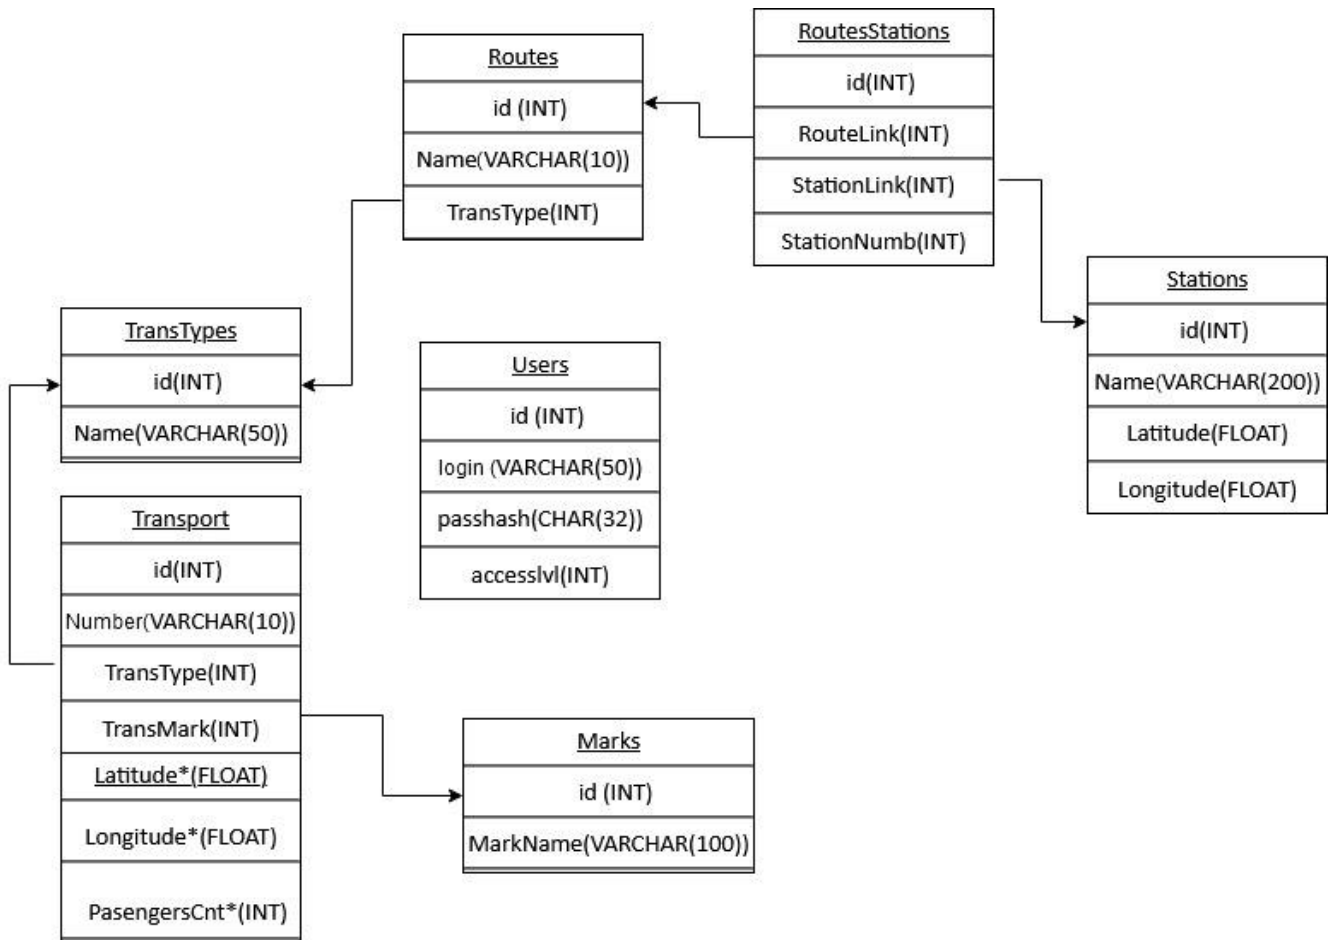 Routes
id (INT)
Name(VARCHAR(10))
TransType(INT)
RoutesStations
id(INT)
RouteLink(INT)
StationLink(INT)
StationNumb(INT)
Stations
id(INT)
Name(VARCHAR(200))
Latitude(FLOAT)
Longitude(FLOAT)
TransTypes
id(INT)
Name(VARCHAR(50))
Users
id (INT)
login (VARCHAR(50))
passhash(CHAR(32))
accesslvl(INT)
Transport
id(INT)
Number(VARCHAR(10))
TransType(INT)
TransMark(INT)
Latitude*(FLOAT)
Longitude*(FLOAT)
PasengersCnt*(INT)
Marks
id (INT)
MarkName(VARCHAR(100))